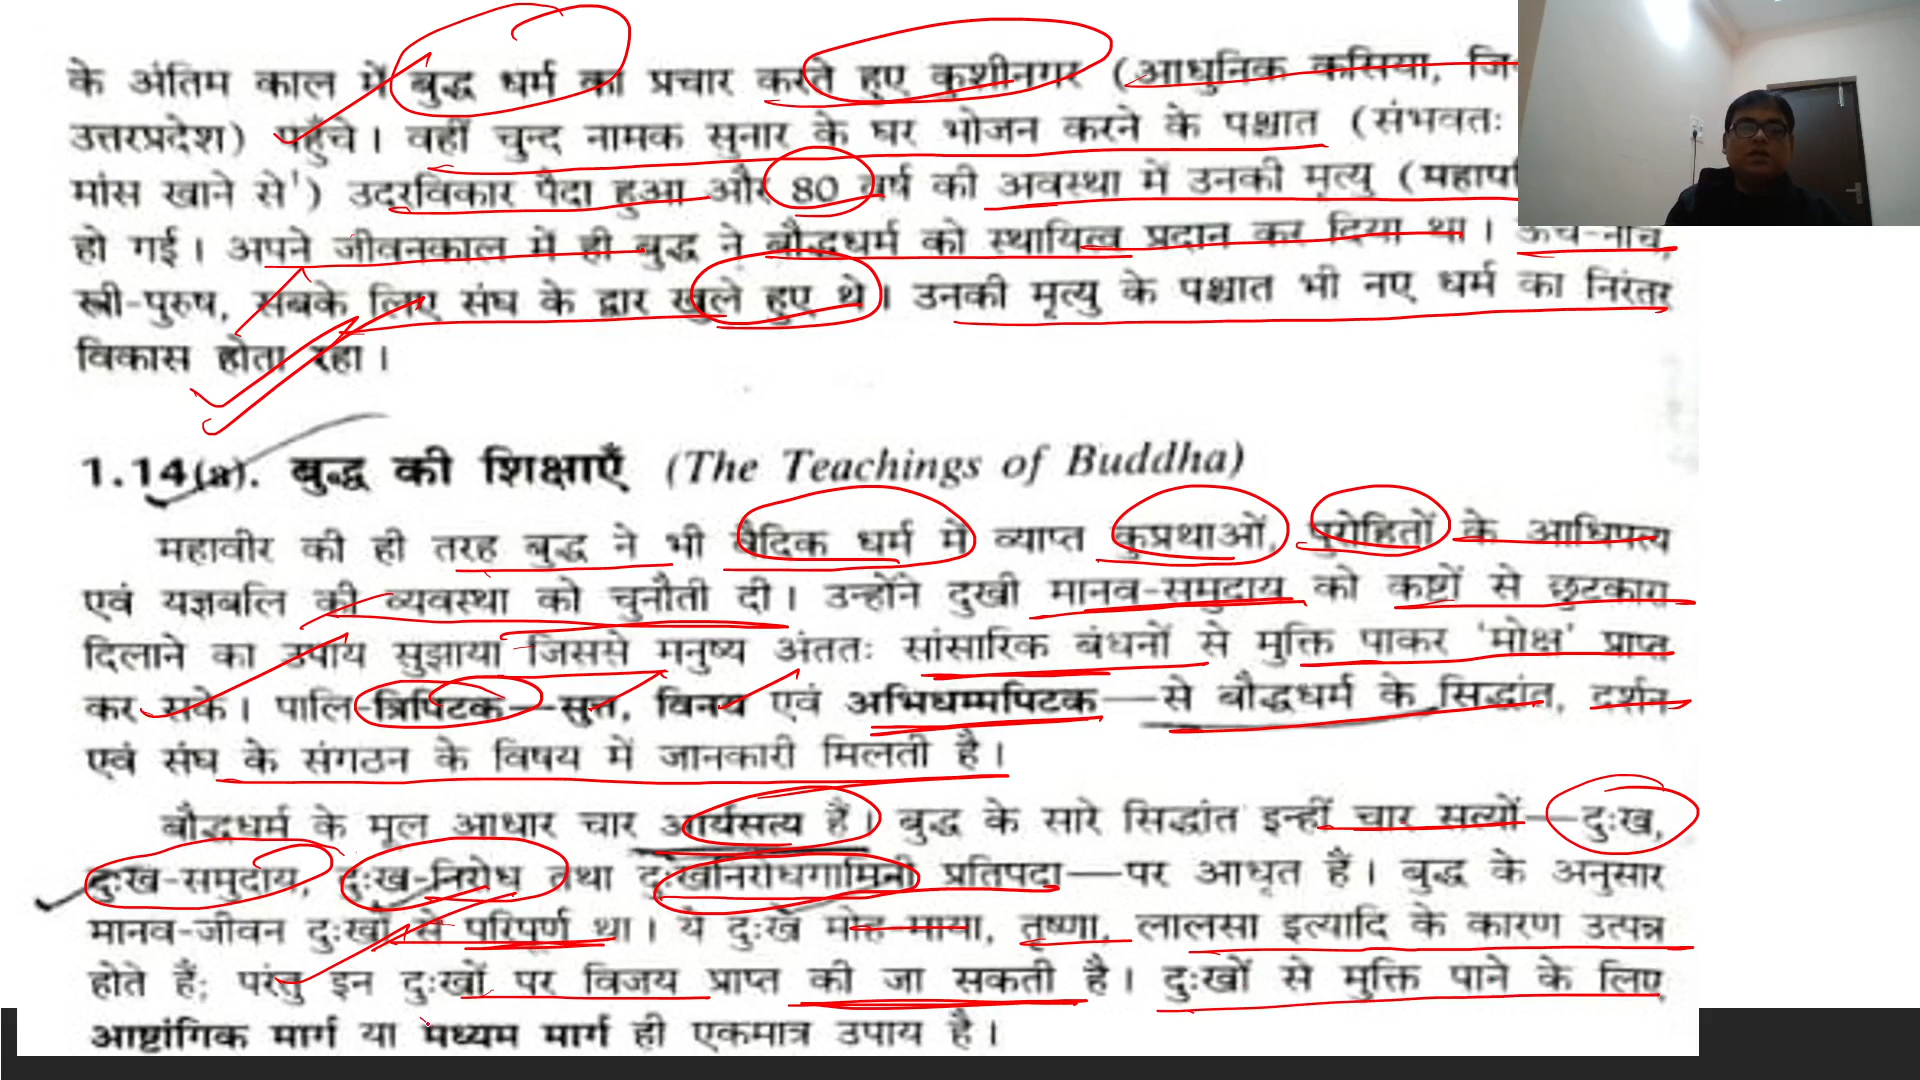 के अंतिम काल में बुद्ध धर्म का प्रचार करते हुए कुशीनगर (आधुनिक कसिया,
उत्तरप्रदेश) पहुँचे। वहीं चुन्द नामक सुनार के घर भोजन करने के पश्चात (संभवतः
मांस खाने से') उदरविकार पैदा हुआ और 80 वर्ष की अवस्था में उनकी मृत्यु
हो गई। अपने जीवनकाल में ही बुद्ध ने बौद्धधर्म को स्थायित्व प्रदान कर दिया था। ऊँच-नीच,
स्त्री-पुरुष, सबके लिए संघ के द्वार खुले हुए थे। उनकी मृत्यु के पश्चात भी नए धर्म का निरंतर
विकास होता रहा।
1.14(a). बुद्ध की शिक्षाएँ (The Teachings of Buddha)
महावीर की ही तरह बुद्ध ने भी वैदिक धर्म में व्याप्त कुप्रथाओं, पुरोहितों के आधिपत्य
एवं यज्ञबलि की व्यवस्था को चुनौती दी। उन्होंने दुखी मानव-समुदाय को कष्टों से छुटकारा
दिलाने का उपाय सुझाया जिससे मनुष्य अंततः सांसारिक बंधनों से मुक्ति पाकर 'मोक्ष' प्राप्त
कर सके। पालि-त्रिपिटक—सुत्त, विनय एवं अभिधम्मपिटक—से बौद्धधर्म के सिद्धांत, दर्शन
एवं संघ के संगठन के विषय में जानकारी मिलती है।
बौद्धधर्म के मूल आधार चार आर्यसत्य हैं। बुद्ध के सारे सिद्धांत इन्हीं चार सत्यों—दुःख,
दुःख-समुदाय, दुःख-निरोध तथा दुःखनिरोधगामिनी प्रतिपदा—पर आधृत हैं। बुद्ध के अनुसार
मानव-जीवन दुःखों से परिपूर्ण था। ये दुःख मोह-माया, तृष्णा, लालसा इत्यादि के कारण उत्पन्न
होते हैं; परंतु इन दुःखों पर विजय प्राप्त की जा सकती है। दुःखों से मुक्ति पाने के लिए
आष्टांगिक मार्ग या मध्यम मार्ग ही एकमात्र उपाय है।